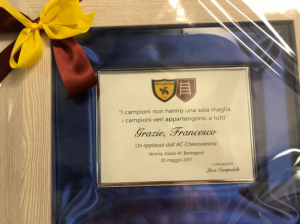 "I campioni non hanno una sola maglia
i campioni veri appartengono a tutti"
Grazie, Francesco
Un applauso dall'AC Chievoverona
Verona, stadio M. Bentegodi
20 maggio 2017
Il Presidente
Luca Campedelli